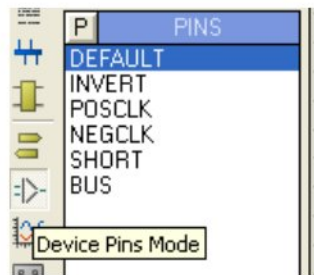 P PINS
DEFAULT
INVERT
POSCLK
NEGCLK
SHORT
BUS
Device Pins Mode